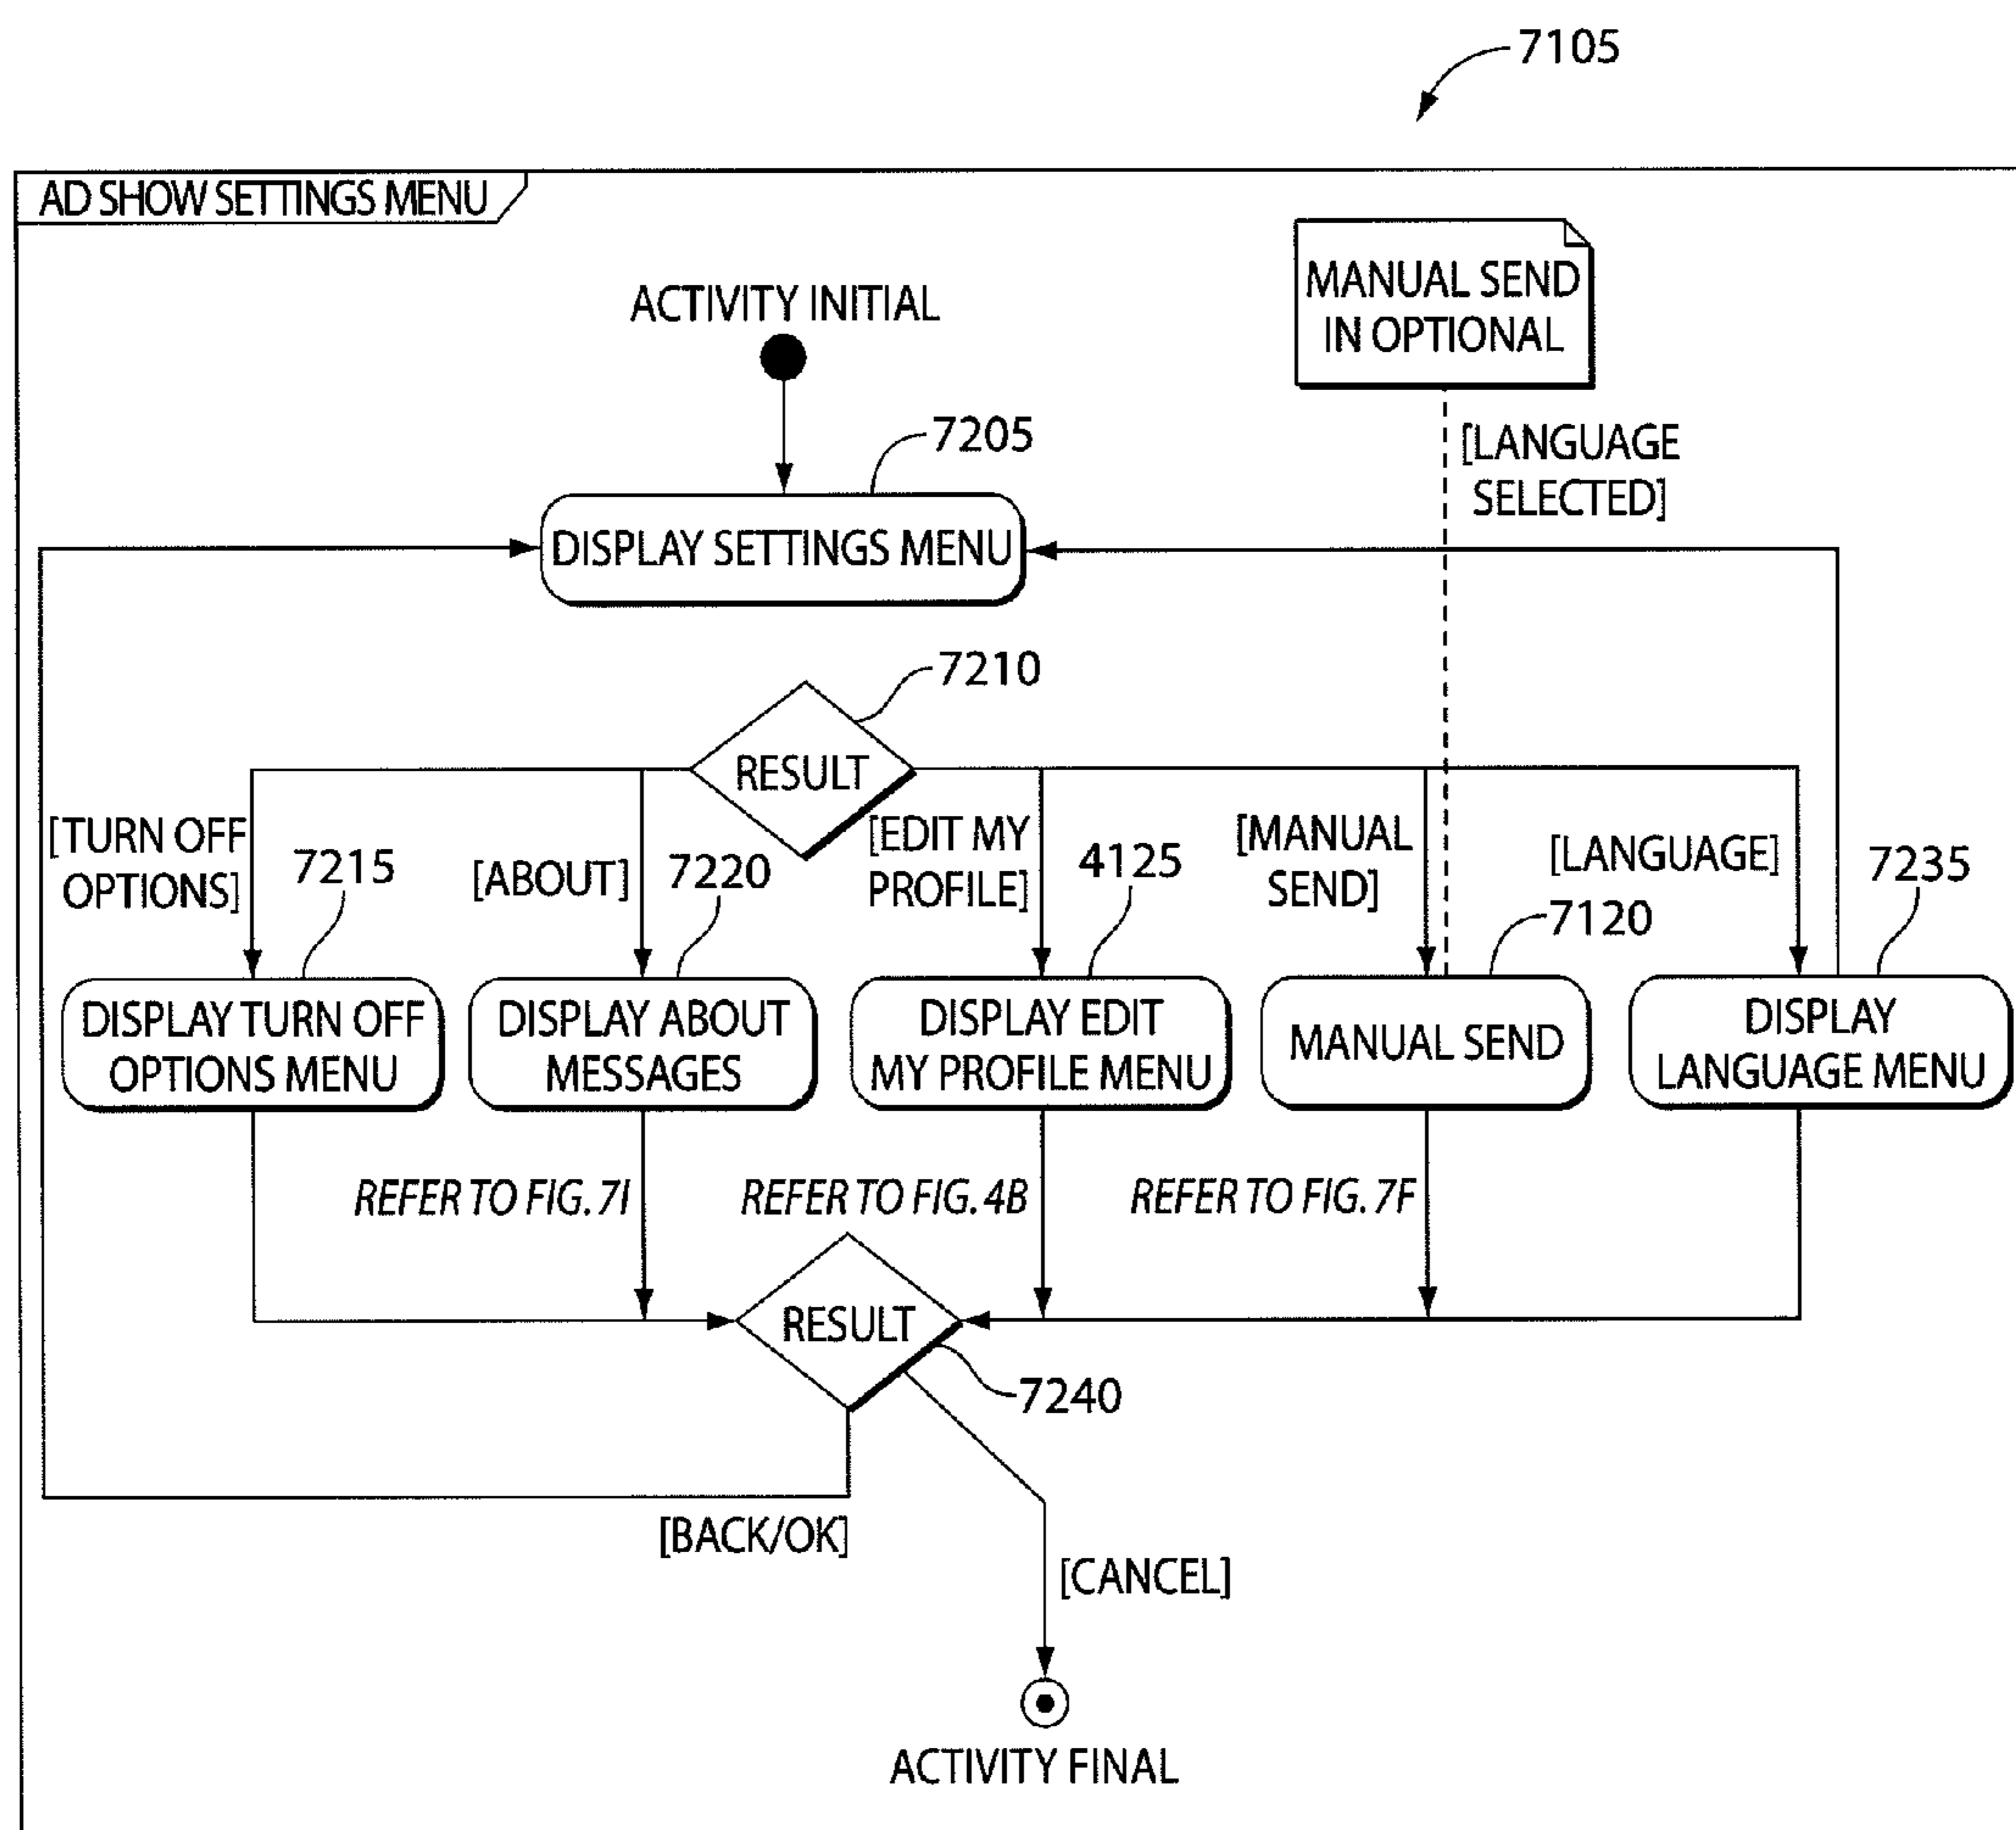 7105
AD SHOW SETTINGS MENU
MANUAL SEND
IN OPTIONAL
ACTIVITY INITIAL
7205
[LANGUAGE
SELECTED]
DISPLAY SETTINGS MENU
7210
RESULT
[TURN OFF
OPTIONS]
7215
[ABOUT]
7220
[EDIT MY
PROFILE]
4125
[MANUAL
SEND]
7120
[LANGUAGE]
7235
DISPLAY TURN OFF
OPTIONS MENU
DISPLAY ABOUT
MESSAGES
DISPLAY EDIT
MY PROFILE MENU
MANUAL SEND
DISPLAY
LANGUAGE MENU
REFER TO FIG. 7I
REFER TO FIG. 4B
REFER TO FIG. 7F
RESULT
7240
[BACK/OK]
[CANCEL]
ACTIVITY FINAL